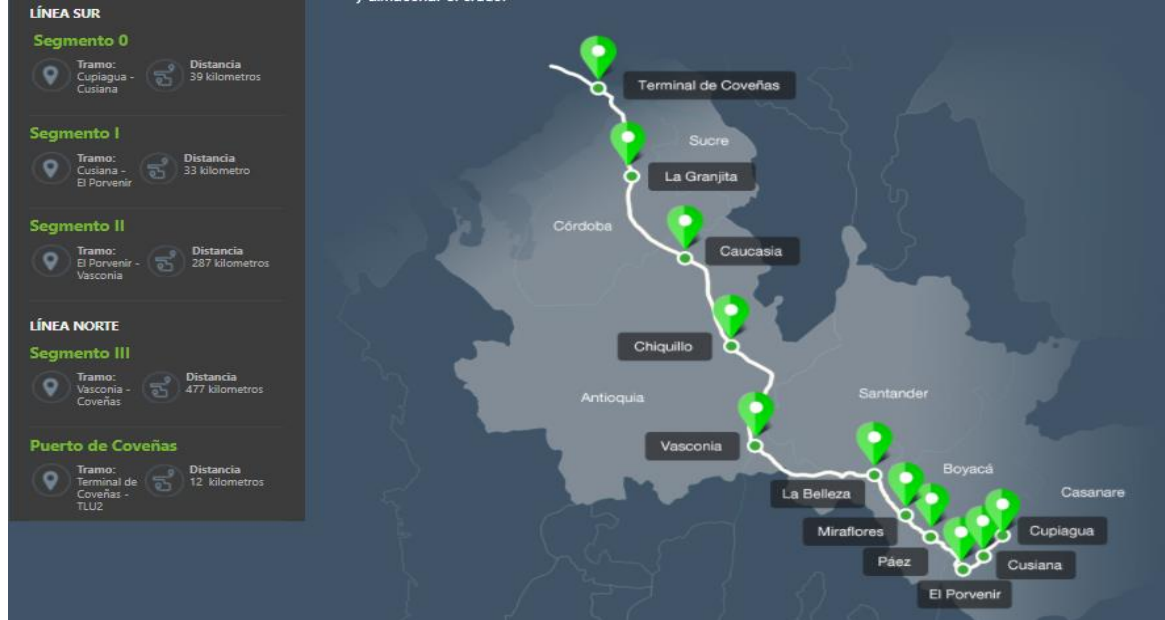 LÍNEA SUR
Segmento 0
Tramo:
Cupiagua -
Cusiana
Distancia
39 kilometros
Segmento I
Tramo:
Cusiana -
El Porvenir
Distancia
33 kilometro
Segmento II
Tramo:
El Porvenir -
Vasconia
Distancia
287 kilometros
LÍNEA NORTE
Segmento III
Tramo:
Vasconia -
Coveñas
Distancia
477 kilometros
Puerto de Coveñas
Tramo:
Terminal de
Coveñas -
TLU2
Distancia
12 kilometros
Terminal de Coveñas
Sucre
La Granjita
Córdoba
Caucasia
Chiquillo
Antioquia
Santander
Vasconia
Boyacá
La Belleza
Casanare
Miraflores
Cupiagua
Páez
Cusiana
El Porvenir